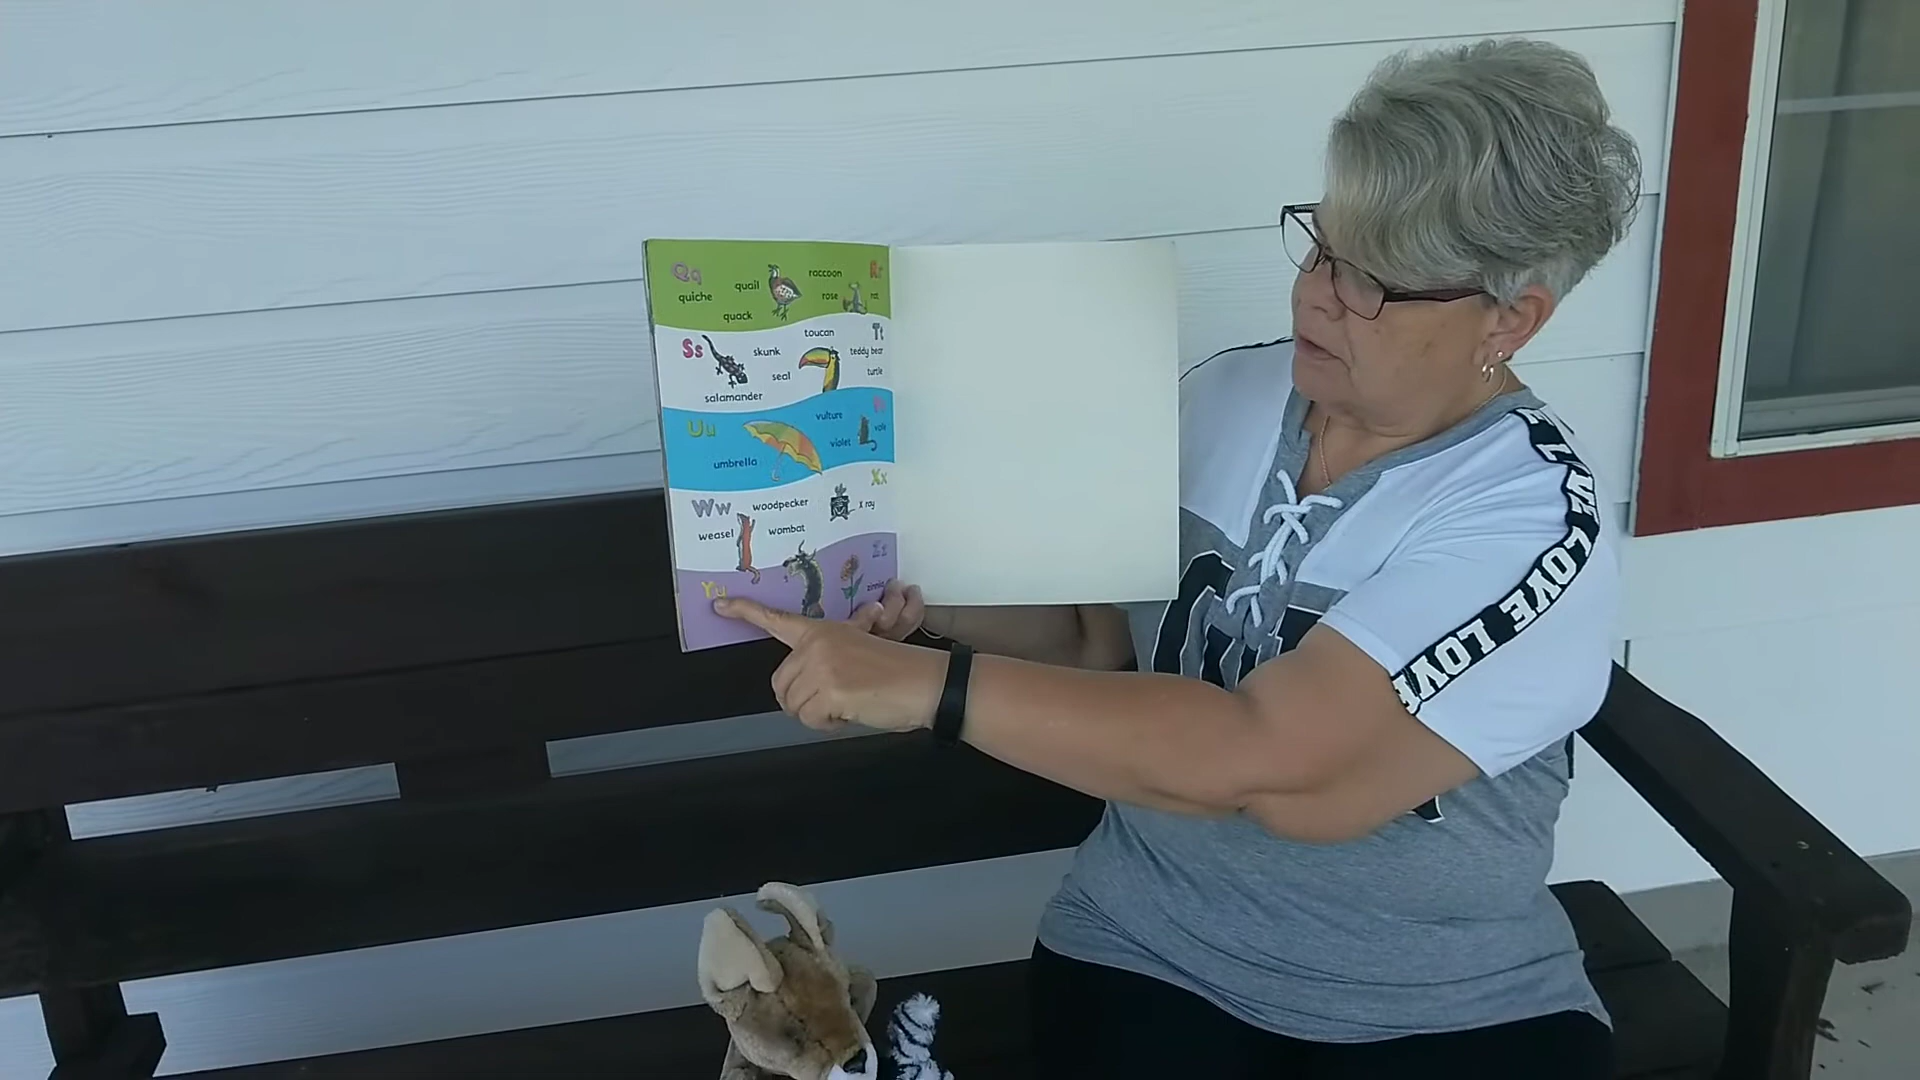 Qq
quiche
quail
quack
raccoon
Rr
rose
rat
Ss
skunk
seal
salamander
toucan
Tt
teddy bear
turtle
Uu
umbrella
vulture
violet
vole
Ww
woodpecker
weasel
wombat
Xx
x ray
Yy
Zz
zinnia
LOVE LOVE LOVE